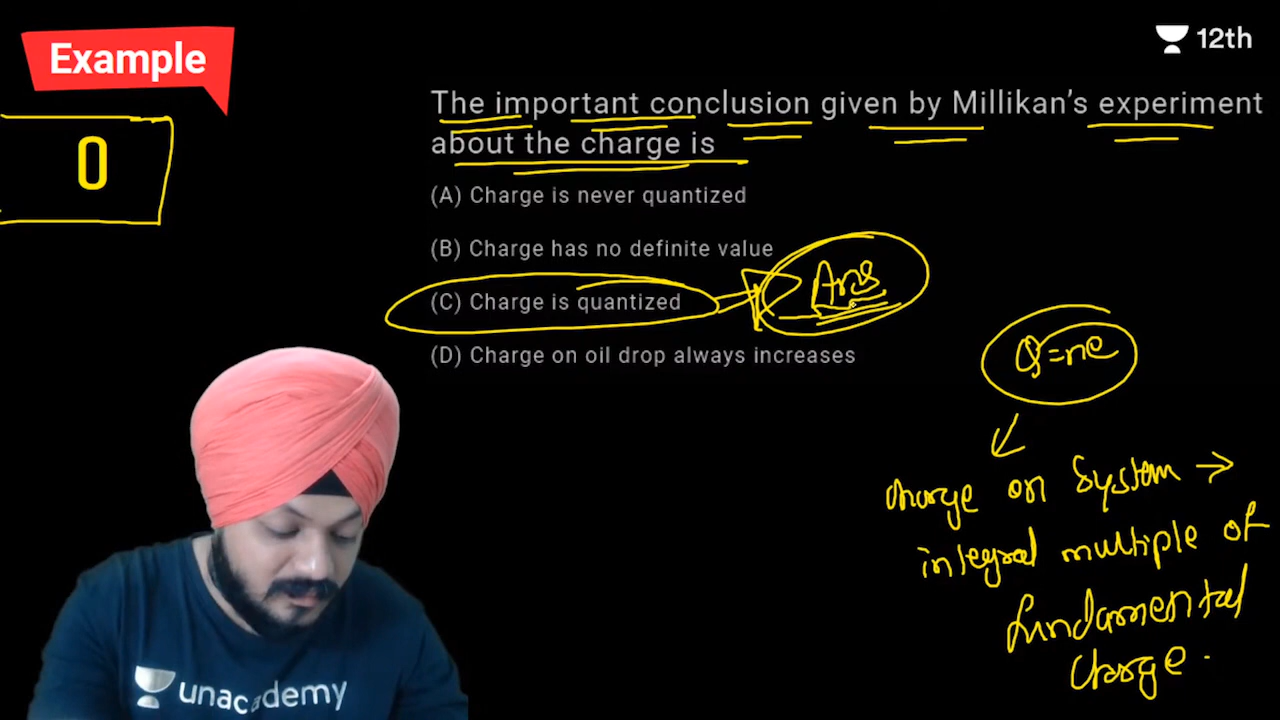 Example
12th
0
The important conclusion given by Millikan's experiment
about the charge is
(A) Charge is never quantized
(B) Charge has no definite value
(C) Charge is quantized
Ans
(D) Charge on oil drop always increases
Q=ne
charge on System →
integral multiple of
fundamental
charge.
unacademy